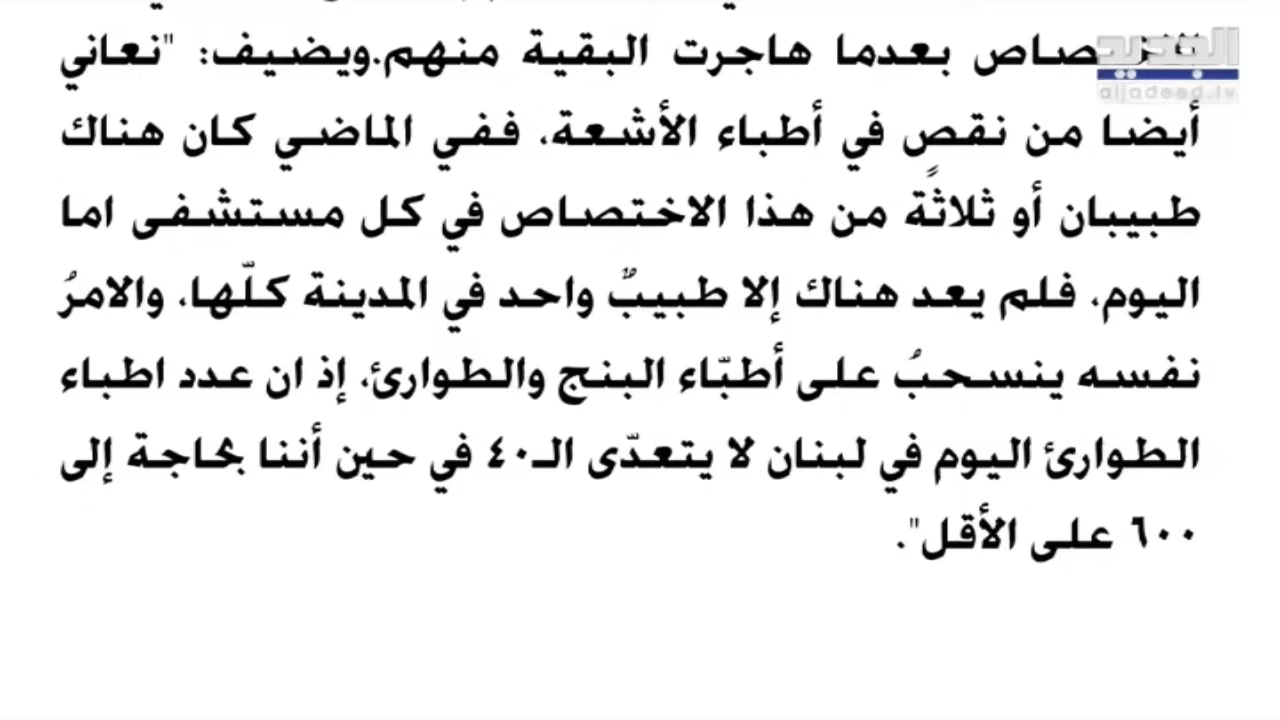 بعدما هاجرت البقية منهم.ويضيف: "نعاني
أيضا من نقصٍ في أطباء الأشعة، ففي الماضي كان هناك
طبيبان أو ثلاثةٍ من هذا الاختصاص في كل مستشفى اما
اليوم، فلم يعد هناك إلا طبيبٌ واحد في المدينة كلّها، والامرُ
نفسه ينسحبُ على أطبّاء البنج والطوارئ، إذ ان عدد اطباء
الطوارئ اليوم في لبنان لا يتعدّى الـ٤٠ في حين أننا بحاجة إلى
٦٠٠ على الأقل".
الجديد
aljadeed.tv